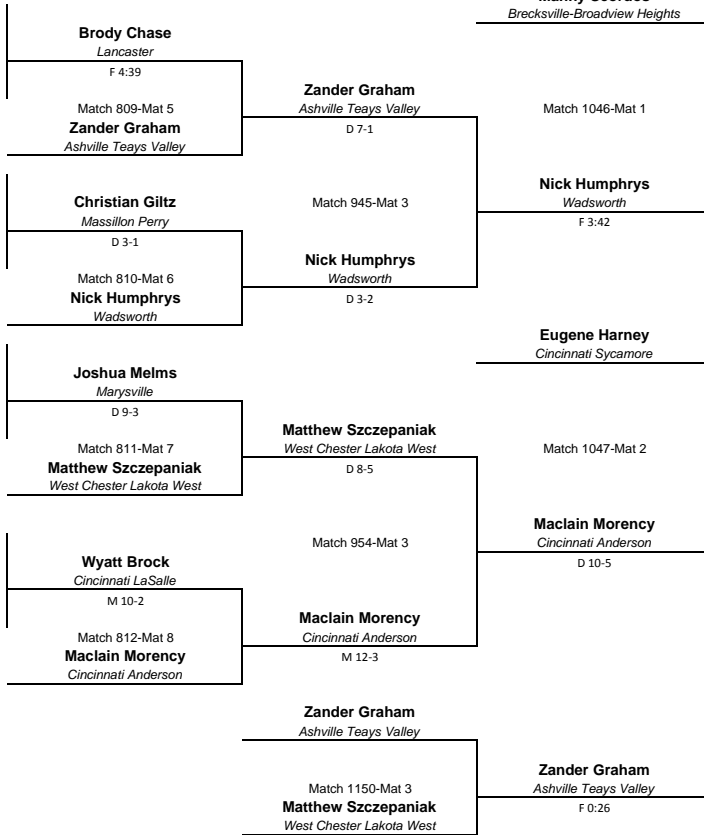 Brecksville-Broadview Heights
Brody Chase
Lancaster
F 4:39
Zander Graham
Ashville Teays Valley
D 7-1
Match 809-Mat 5
Zander Graham
Ashville Teays Valley
Match 1046-Mat 1
Nick Humphrys
Wadsworth
F 3:42
Christian Giltz
Massillon Perry
D 3-1
Match 945-Mat 3
Nick Humphrys
Wadsworth
D 3-2
Match 810-Mat 6
Nick Humphrys
Wadsworth
Eugene Harney
Cincinnati Sycamore
Joshua Melms
Marysville
D 9-3
Matthew Szczepaniak
West Chester Lakota West
D 8-5
Match 811-Mat 7
Matthew Szczepaniak
West Chester Lakota West
Match 1047-Mat 2
Maclain Morency
Cincinnati Anderson
D 10-5
Match 954-Mat 3
Wyatt Brock
Cincinnati LaSalle
M 10-2
Maclain Morency
Cincinnati Anderson
M 12-3
Match 812-Mat 8
Maclain Morency
Cincinnati Anderson
Zander Graham
Ashville Teays Valley
Match 1150-Mat 3
Matthew Szczepaniak
West Chester Lakota West
Zander Graham
Ashville Teays Valley
F 0:26